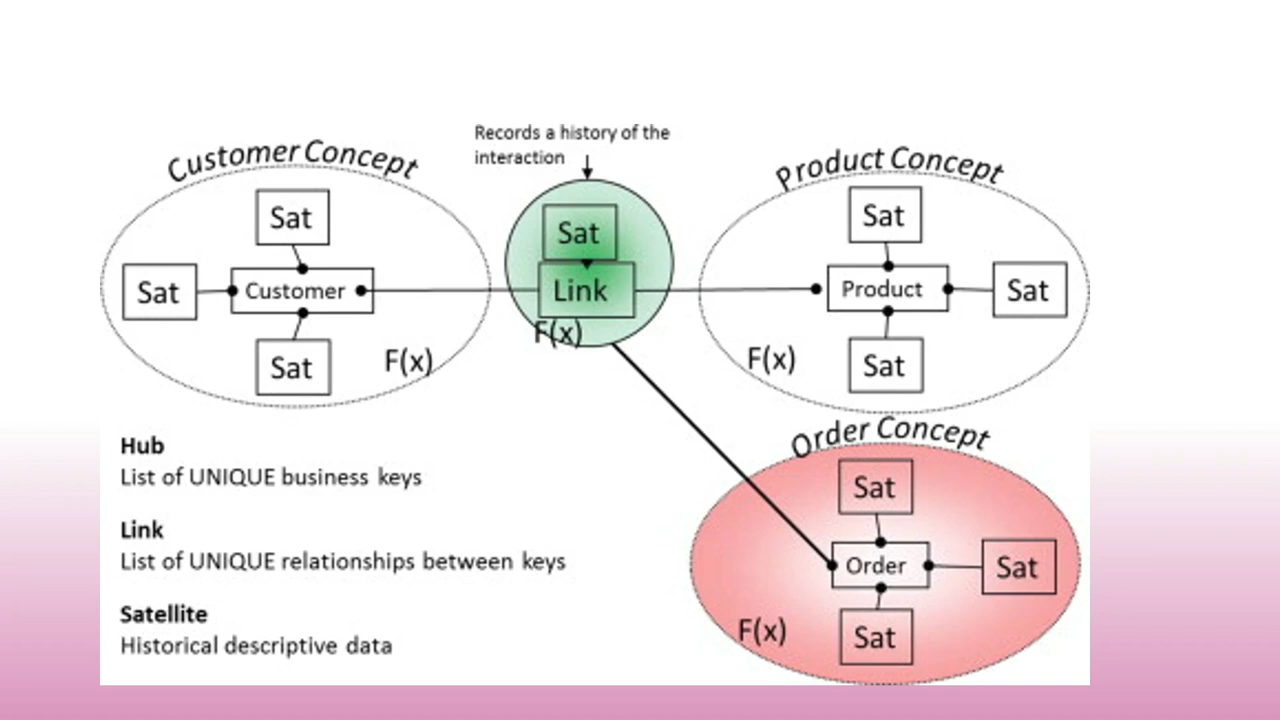 Records a history of the
interaction
Customer Concept
Product Concept
Sat
Sat
Sat
Sat
Customer
Link
Product
Sat
Sat
Sat
F(x)
F(x)
F(x)
Sat
Order Concept
Hub
List of UNIQUE business keys
Sat
Link
List of UNIQUE relationships between keys
Order
Sat
Satellite
Historical descriptive data
F(x)
Sat